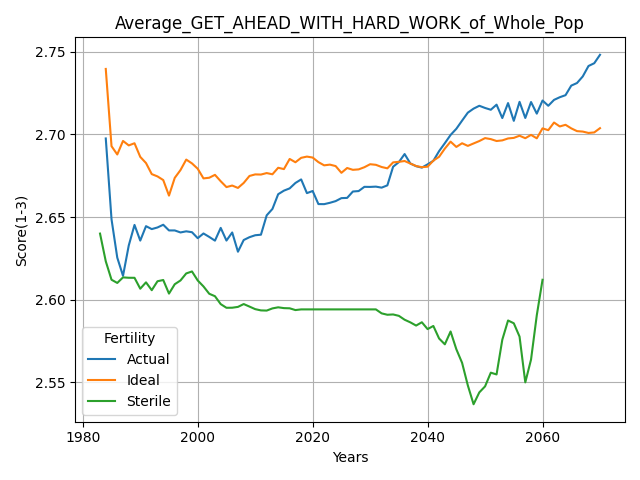 Average_GET_AHEAD_WITH_HARD_WORK_of_Whole_Pop
Score(1-3)
2.75
2.70
2.65
2.60
2.55
Fertility
Actual
Ideal
Sterile
1980 2000 2020 2040 2060
Years